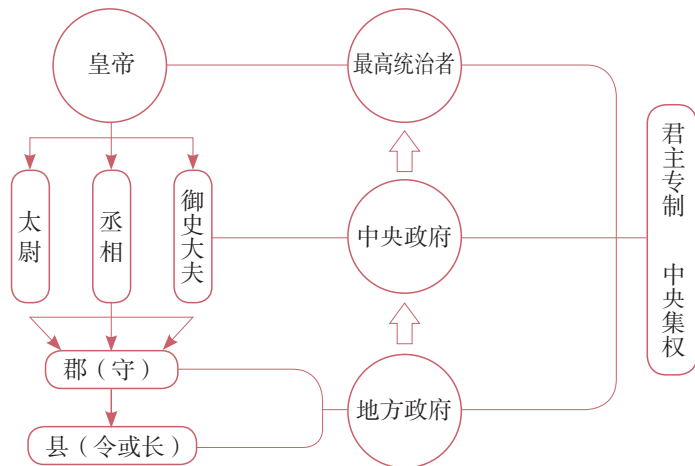 皇帝
最高统治者
太尉
丞相
御史大夫
中央政府
君主专制
中央集权
郡（守）
县（令或长）
地方政府